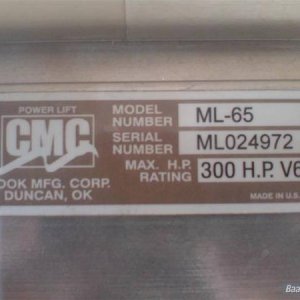 POWER LIFT
CMC
OOK MFG. CORP.
DUNCAN, OK
MODEL NUMBER ML-65
SERIAL NUMBER ML024972
MAX. H.P. RATING 300 H.P. V6
MADE IN U.S
Baa